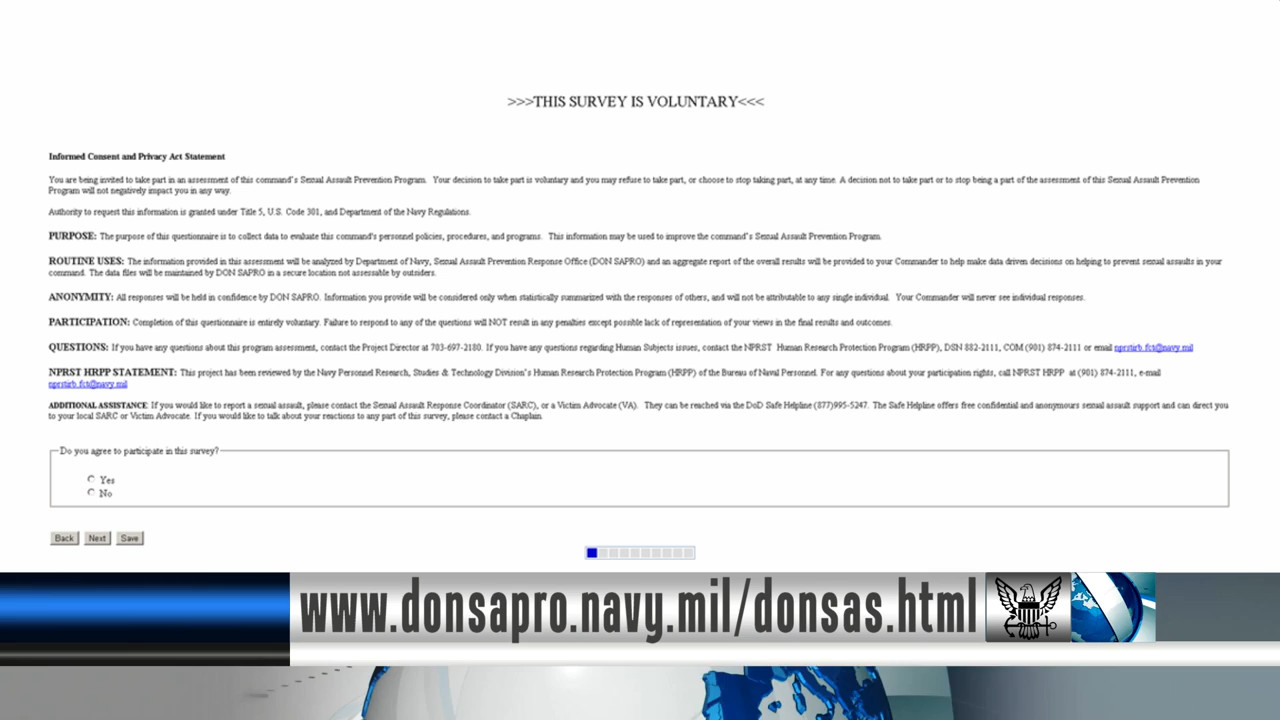 >>>THIS SURVEY IS VOLUNTARY<<<
Informed Consent and Privacy Act Statement
You are being invited to take part in an assessment of this command's Sexual Assault Prevention Program. Your decision to take part is voluntary and you may refuse to take part, or choose to stop taking part, at any time. A decision not to take part or to stop being a part of the assessment of this Sexual Assault Prevention
Program will not negatively impact you in any way.
Authority to request this information is granted under Title 5, U.S. Code 301, and Department of the Navy Regulations.
PURPOSE: The purpose of this questionnaire is to collect data to evaluate this command's personnel policies, procedures, and programs. This information may be used to improve the command's Sexual Assault Prevention Program.
ROUTINE USES: The information provided in this assessment will be analyzed by Department of Navy, Sexual Assault Prevention Response Office (DON SAPRO) and an aggregate report of the overall results will be provided to your Commander to help make data driven decisions on helping to prevent sexual assaults in your
command. The data files will be maintained by DON SAPRO in a secure location not assessable by outsiders.
ANONYMITY: All responses will be held in confidence by DON SAPRO. Information you provide will be considered only when statistically summarized with the responses of others, and will not be attributable to any single individual. Your Commander will never see individual responses.
PARTICIPATION: Completion of this questionnaire is entirely voluntary. Failure to respond to any of the questions will NOT result in any penalties except possible lack of representation of your views in the final results and outcomes.
QUESTIONS: If you have any questions about this program assessment, contact the Project Director at 703-697-2180. If you have any questions regarding Human Subjects issues, contact the NPRST Human Research Protection Program (HRPP), DSN 882-2111, COM (901) 874-2111 or email nprstirb.fct@navy.mil
NPRST HRPP STATEMENT: This project has been reviewed by the Navy Personnel Research, Studies & Technology Division's Human Research Protection Program (HRPP) of the Bureau of Naval Personnel. For any questions about your participation rights, call NPRST HRPP at (901) 874-2111, e-mail
nprstirb.fct@navy.mil
ADDITIONAL ASSISTANCE: If you would like to report a sexual assault, please contact the Sexual Assault Response Coordinator (SARC), or a Victim Advocate (VA). They can be reached via the DoD Safe Helpline (877)995-5247. The Safe Helpline offers free confidential and anonymours sexual assault support and can direct you
to your local SARC or Victim Advocate. If you would like to talk about your reactions to any part of this survey, please contact a Chaplain.
Do you agree to participate in this survey?
Yes
No
Back Next Save
www.donsapro.navy.mil/donsas.html